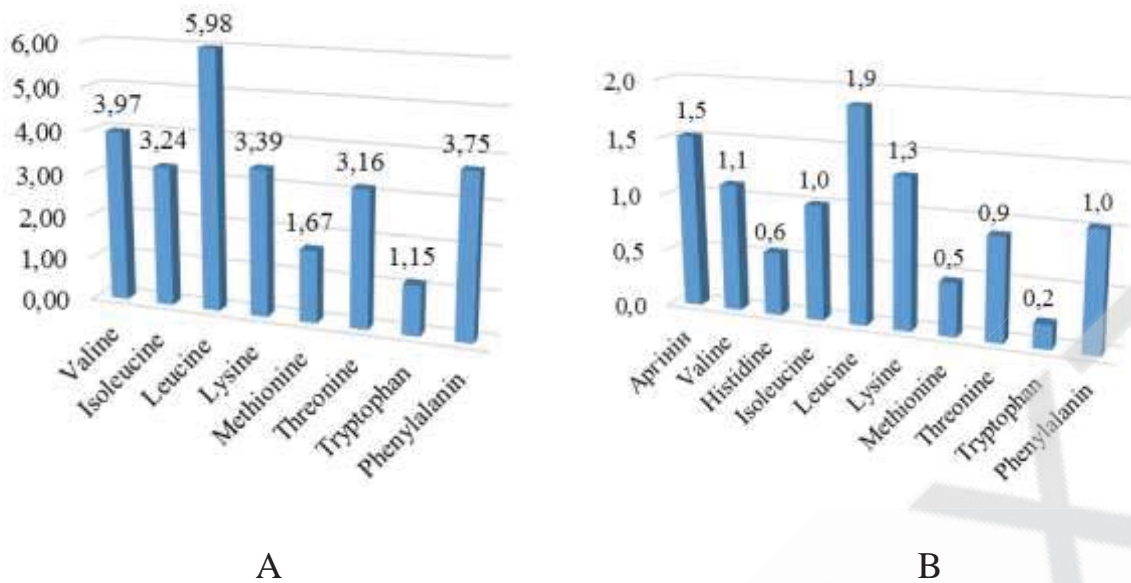 6,00
5,00
4,00
3,00
2,00
1,00
0,00
3,97
3,24
5,98
3,39
1,67
3,16
1,15
3,75
Valine
Isoleucine
Leucine
Lysine
Methionine
Threonine
Tryptophan
Phenylalanin
A
2,0
1,5
1,0
0,5
0,0
1,5
1,1
0,6
1,0
1,9
1,3
0,5
0,9
0,2
1,0
Aprinin
Valine
Histidine
Isoleucine
Leucine
Lysine
Methionine
Threonine
Tryptophan
Phenylalanin
B